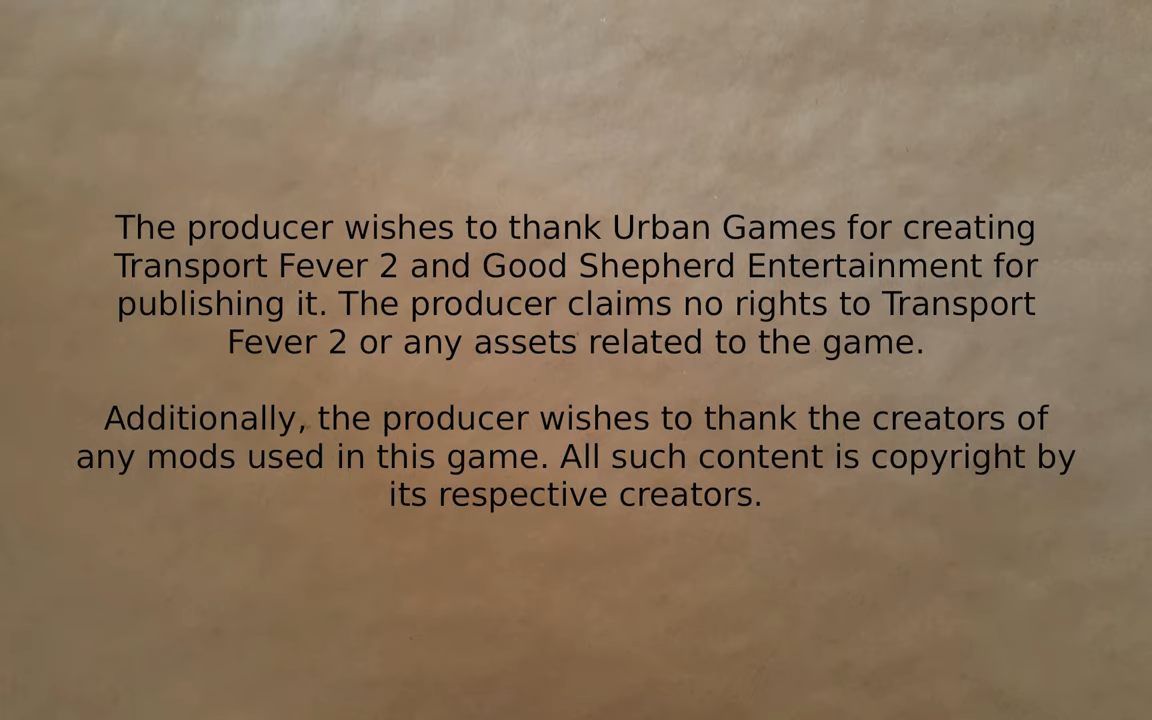 The producer wishes to thank Urban Games for creating
Transport Fever 2 and Good Shepherd Entertainment for
publishing it. The producer claims no rights to Transport
Fever 2 or any assets related to the game.
Additionally, the producer wishes to thank the creators of
any mods used in this game. All such content is copyright by
its respective creators.